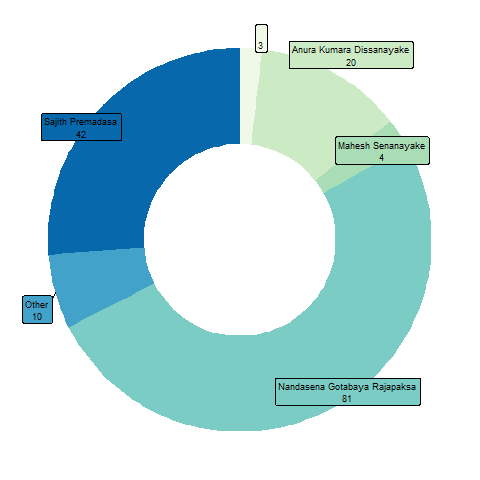 3
Anura Kumara Dissanayake
20
Mahesh Senanayake
4
Sajith Premadasa
42
Other
10
Nandasena Gotabaya Rajapaksa
81